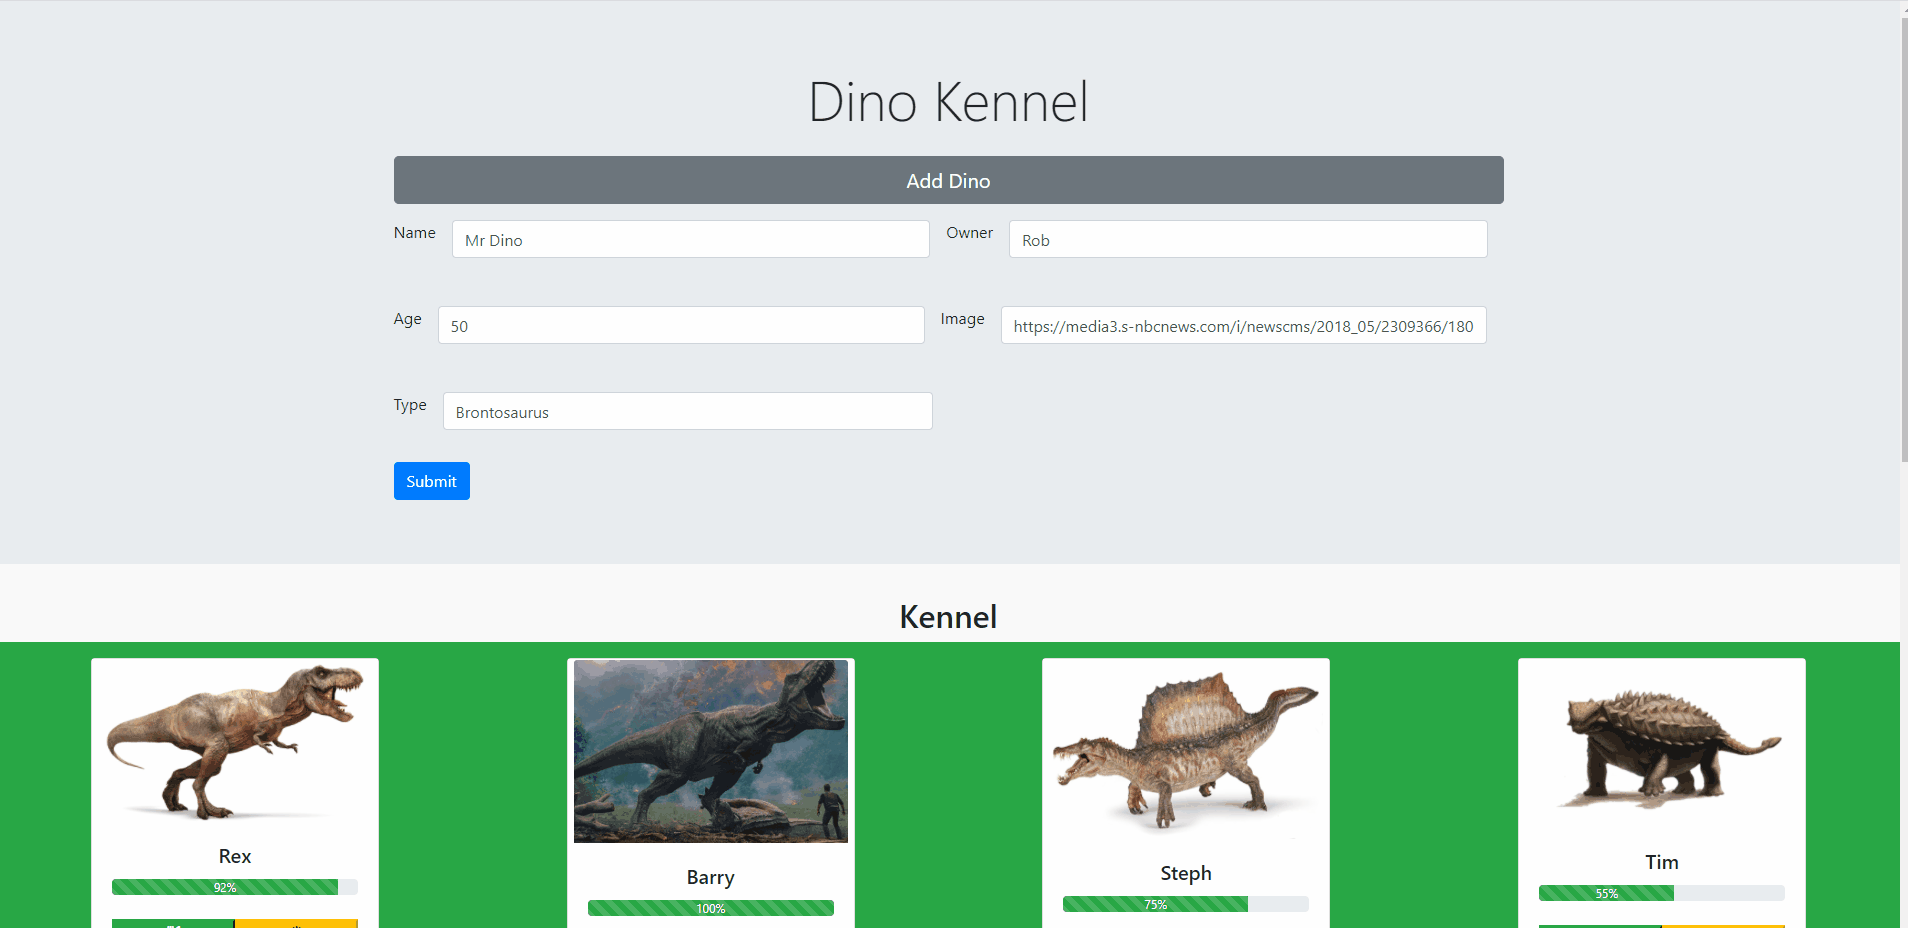 Dino Kennel
Add Dino
Name Mr Dino Owner Rob
Age 50 Image https://media3.s-nbcnews.com/i/newscms/2018_05/2309366/180
Type Brontosaurus
Submit
Kennel
Rex
92%
Barry
100%
Steph
75%
Tim
55%